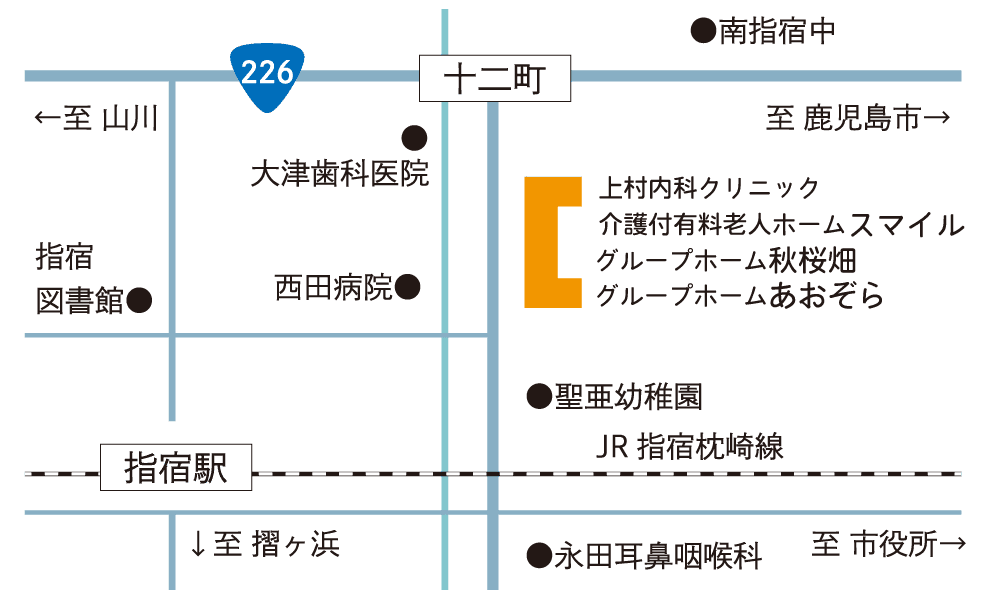 ●南指宿中
226
十二町
←至 山川
至 鹿児島市→
大津歯科医院
上村内科クリニック
介護付有料老人ホームスマイル
グループホーム秋桜畑
グループホームあおぞら
指宿
図書館●
西田病院●
●聖亜幼稚園
JR 指宿枕崎線
指宿駅
↓至 摺ヶ浜
●永田耳鼻咽喉科
至 市役所→